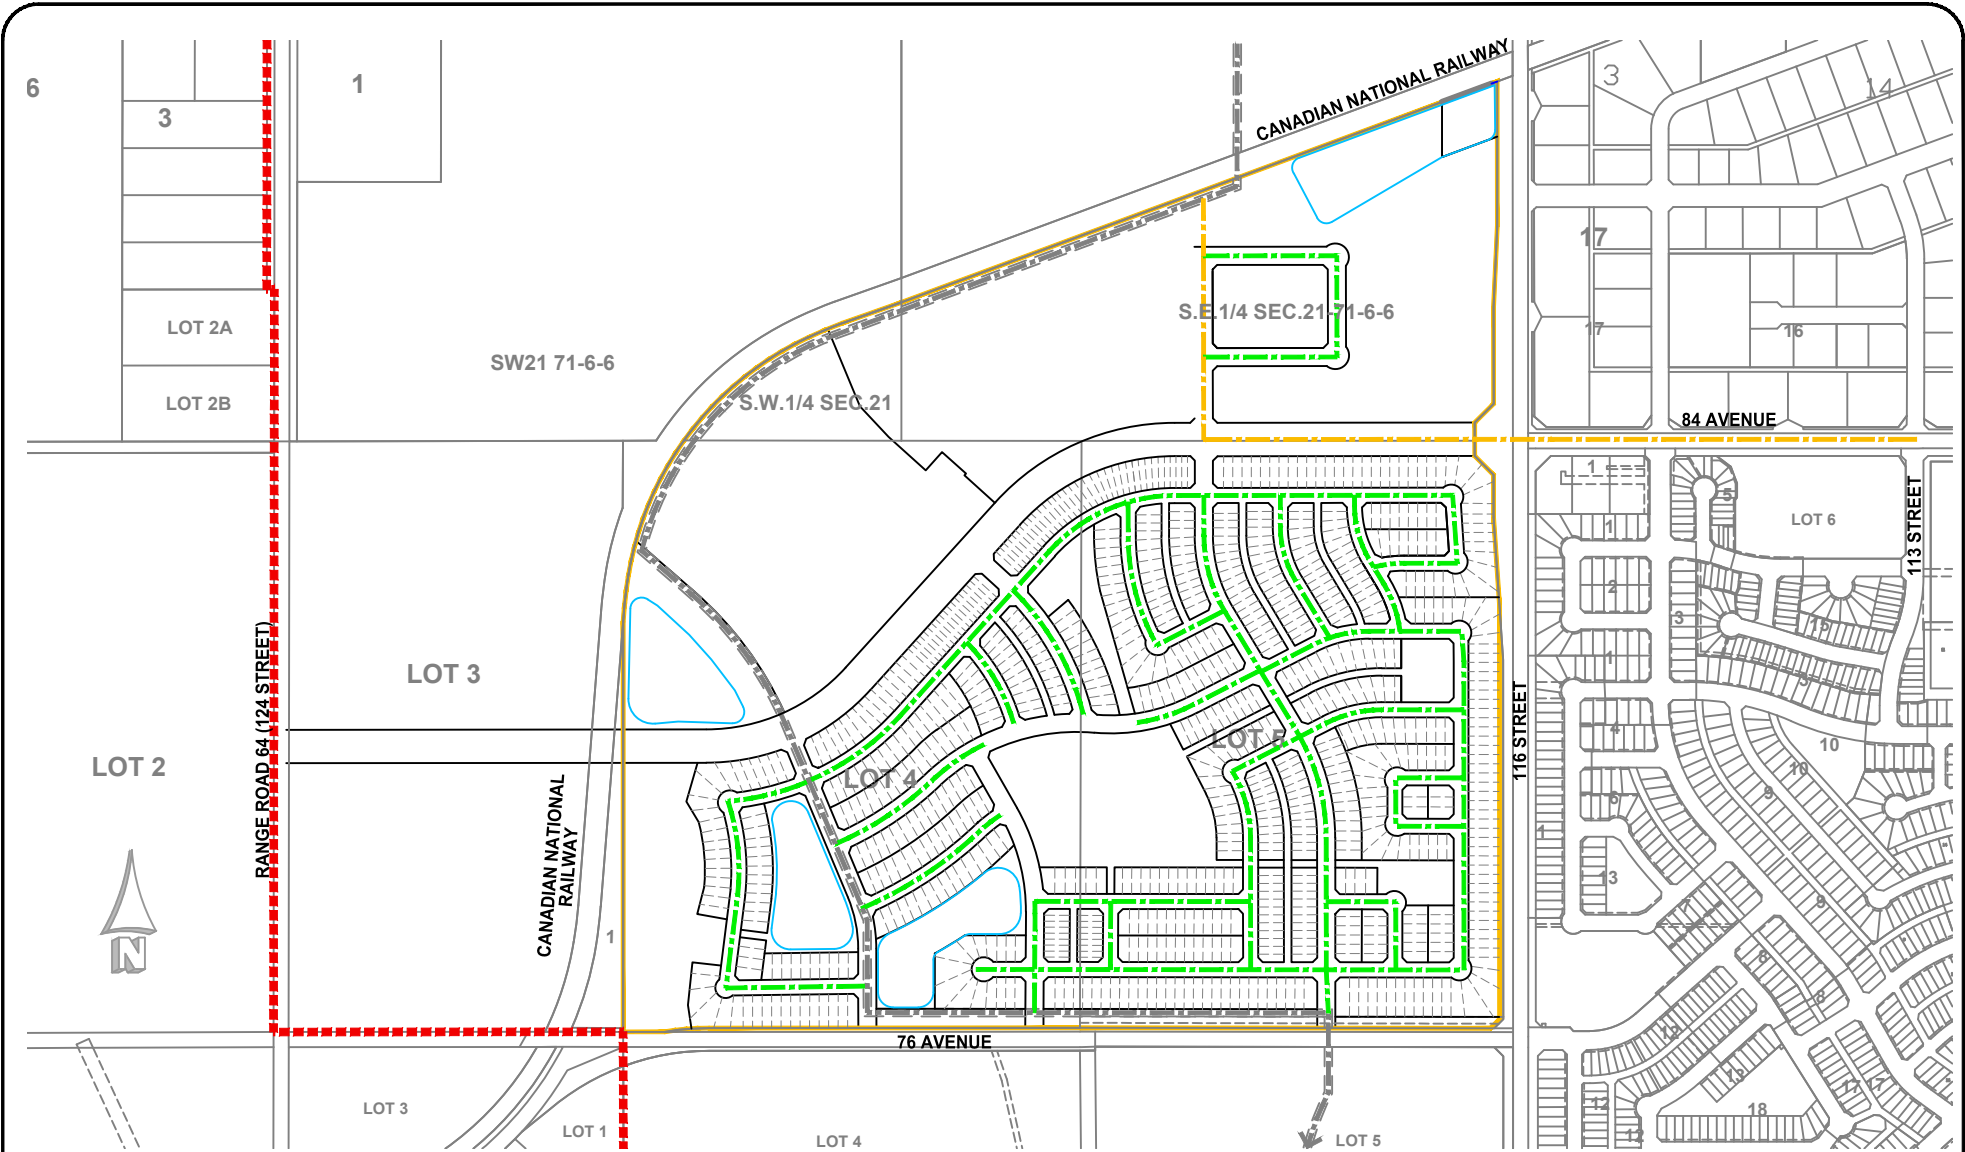 CANADIAN NATIONAL RAILWAY
6
1
3
3
14
17
S.E.1/4 SEC.21-71-6-6
LOT 2A
17
16
SW21 71-6-6
LOT 2B
S.W.1/4 SEC.21
84 AVENUE
1
5
LOT 6
1
113 STREET
2
3
15
1
3
LOT 3
RANGE ROAD 64 (124 STREET)
116 STREET
4
10
LOT 5
LOT 2
LOT 4
10
9
6
1
CANADIAN NATIONAL
RAILWAY
13
9
7
1
N
8
8
12
76 AVENUE
13
17
17
LOT 3
12
18
LOT 1
LOT 4
LOT 5
12